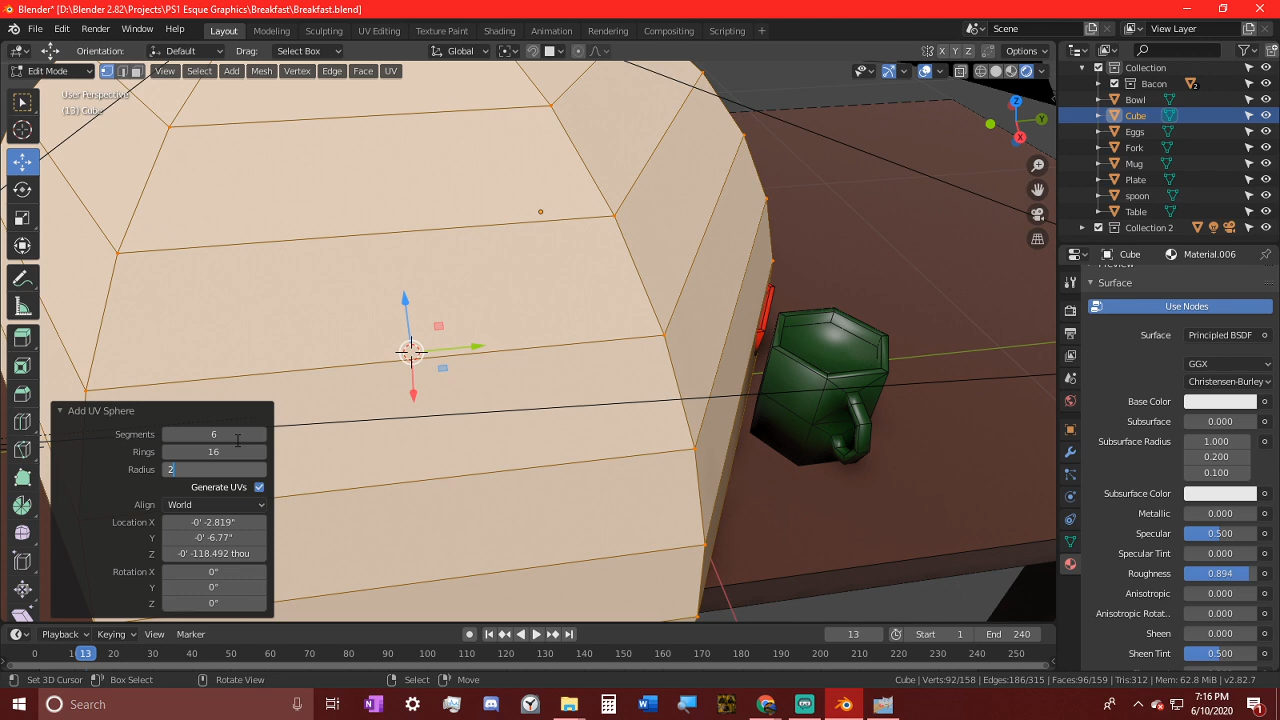 Blender* [D:\Blender 2.82\Projects\PS1 Esque Graphics\Breakfast\Breakfast.blend]
File Edit Render Window Help Layout Modeling Sculpting UV Editing Texture Paint Shading Animation Rendering Compositing Scripting + Scene View Layer
Orientation: Default Drag: Select Box Global X Y Z Options
Edit Mode View Select Add Mesh Vertex Edge Face UV
User Perspective
(13) Cube
Z
Y
X
Collection
Bacon 2
Bowl
Cube
Eggs
Fork
Mug
Plate
spoon
Table
Collection 2
Cube Material.006
Preview
Surface
Use Nodes
Surface Principled BSDF
GGX
Christensen-Burley
Base Color
Subsurface 0.000
Subsurface Radius 1.000
0.200
0.100
Subsurface Color
Metallic 0.000
Specular 0.500
Specular Tint 0.000
Roughness 0.894
Anisotropic 0.000
Anisotropic Rotat.. 0.000
Sheen 0.000
Sheen Tint 0.500
Add UV Sphere
Segments 6
Rings 16
Radius 2
Generate UVs
Align World
Location X -0' -2.819"
Y -0' -6.77"
Z -0' -118.492 thou
Rotation X 0°
Y 0°
Z 0°
Playback Keying View Marker 13 Start 1 End 240
0 13 20 30 40 50 60 70 80 90 100 110 120 130 140 150 160 170 180 190 200 210 220 230 240 250
Set 3D Cursor Box Select Rotate View Select Move Cube | Verts:92/158 | Edges:186/315 | Faces:96/159 | Tris:312 | Mem: 62.8 MiB | v2.82.7
Search 7:16 PM
6/10/2020